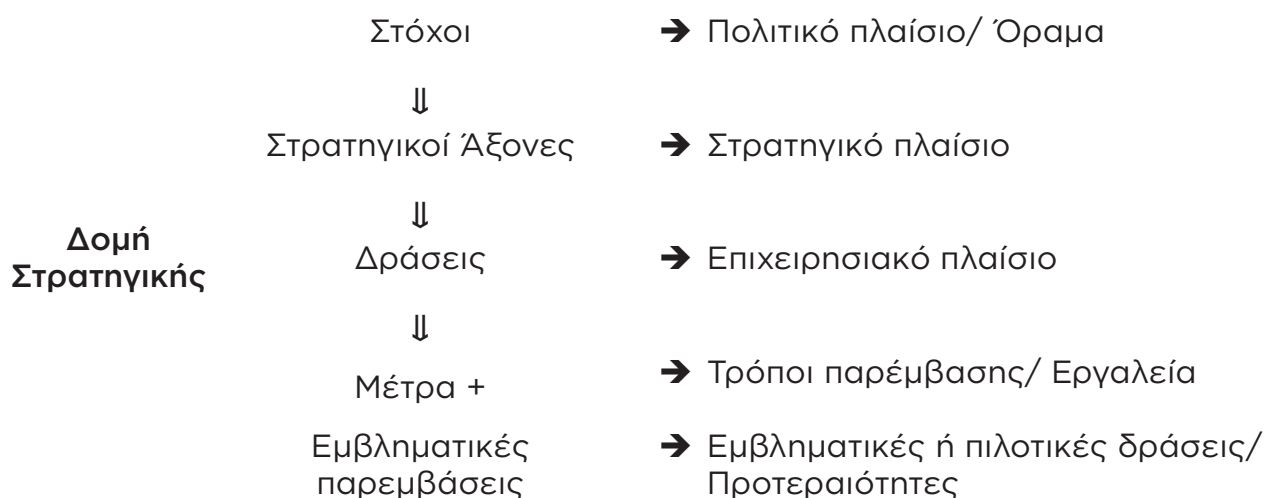 Στόχοι ➔ Πολιτικό πλαίσιο/ Όραμα
⇓
Στρατηγικοί Άξονες ➔ Στρατηγικό πλαίσιο
⇓
Δομή
Στρατηγικής
Δράσεις ➔ Επιχειρησιακό πλαίσιο
⇓
Μέτρα + ➔ Τρόποι παρέμβασης/ Εργαλεία
Εμβληματικές
παρεμβάσεις
➔ Εμβληματικές ή πιλοτικές δράσεις/
Προτεραιότητες